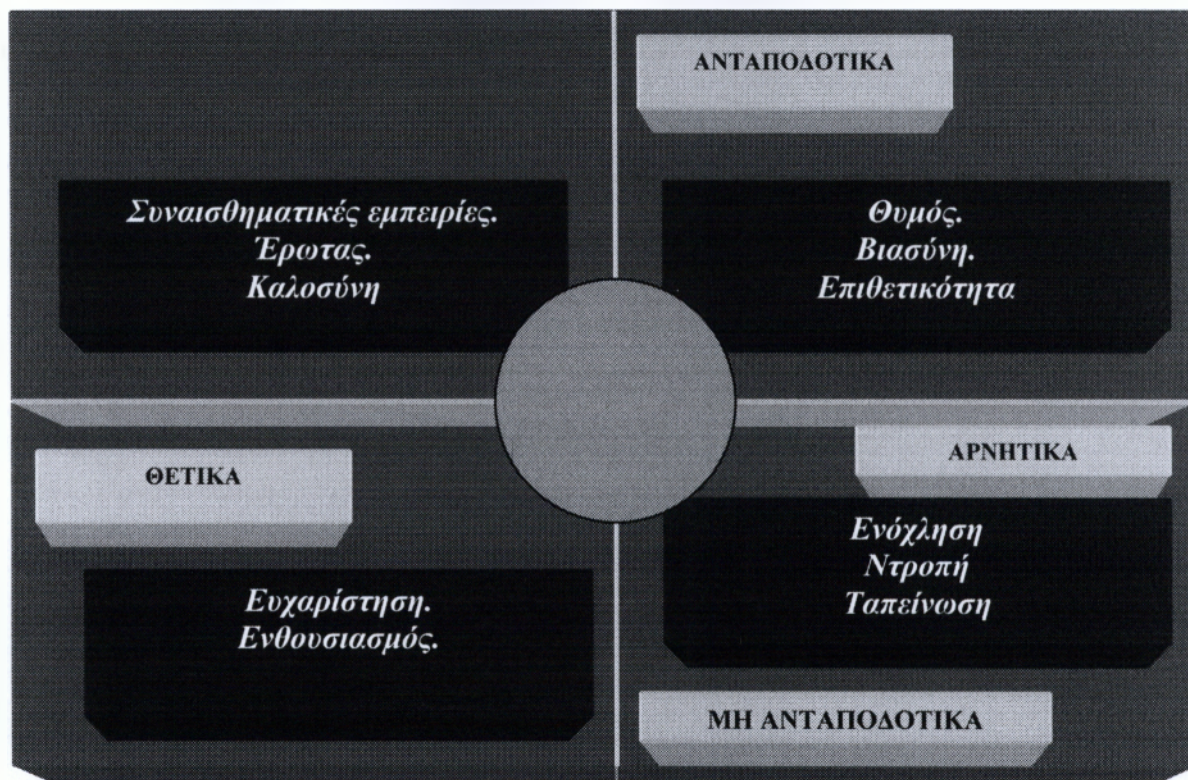 ΑΝΤΑΠΟΔΟΤΙΚΑ
Συναισθηματικές εμπειρίες.
Έρωτας.
Καλοσύνη
Θυμός.
Βιασύνη.
Επιθετικότητα
ΘΕΤΙΚΑ
ΑΡΝΗΤΙΚΑ
Ευχαρίστηση.
Ενθουσιασμός.
Ενόχληση
Ντροπή
Ταπείνωση
ΜΗ ΑΝΤΑΠΟΔΟΤΙΚΑ